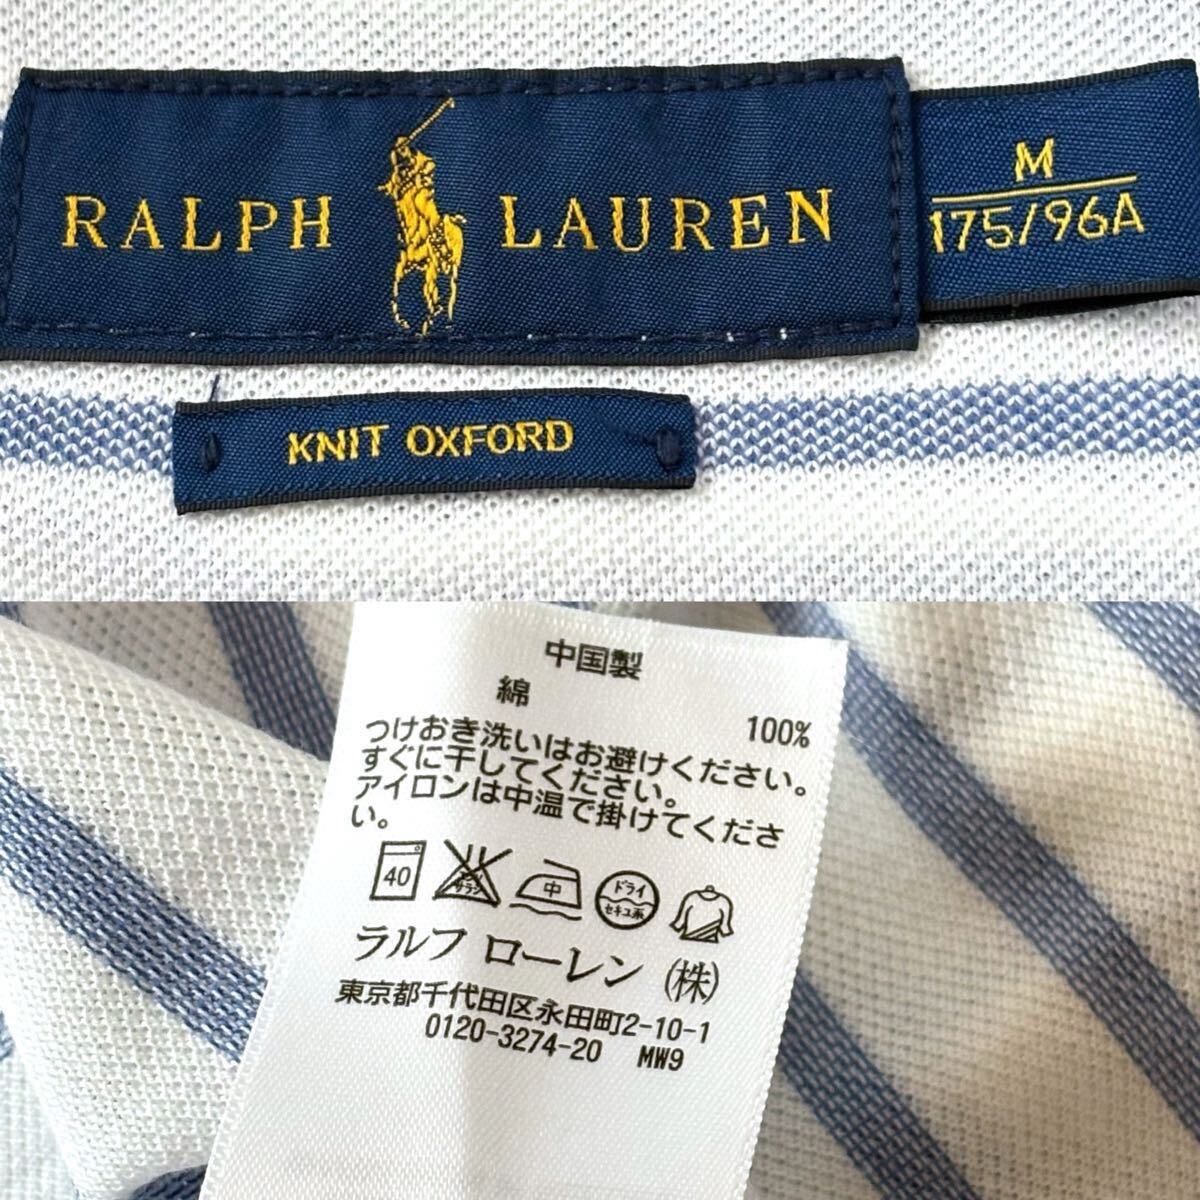 RALPH LAUREN
M
175/96A
KNIT OXFORD
中国製
綿 100%
つけおき洗いはお避けください。
すぐに干してください。
アイロンは中温で掛けてくださ
い。
40 中 ドライ セキユ系
ラルフ ローレン (株)
東京都千代田区永田町2-10-1
0120-3274-20 MW9